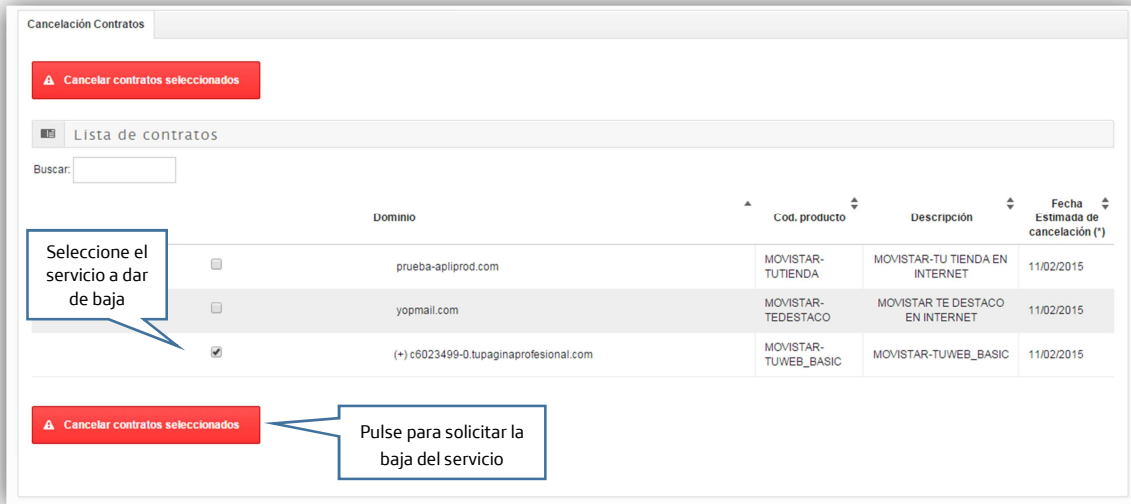 Cancelación Contratos
Cancelar contratos seleccionados
Lista de contratos
Buscar:
Dominio
Cod. producto
Descripción
Fecha
Estimada de
cancelación (*)
Seleccione el
servicio a dar
de baja
prueba-apliprod.com
MOVISTAR-
TUTIENDA
MOVISTAR-TU TIENDA EN
INTERNET
11/02/2015
yopmail.com
MOVISTAR-
TEDESTACO
MOVISTAR TE DESTACO
EN INTERNET
11/02/2015
(+) c6023499-0.tupaginaprofesional.com
MOVISTAR-
TUWEB_BASIC
MOVISTAR-TUWEB_BASIC
11/02/2015
Cancelar contratos seleccionados
Pulse para solicitar la
baja del servicio